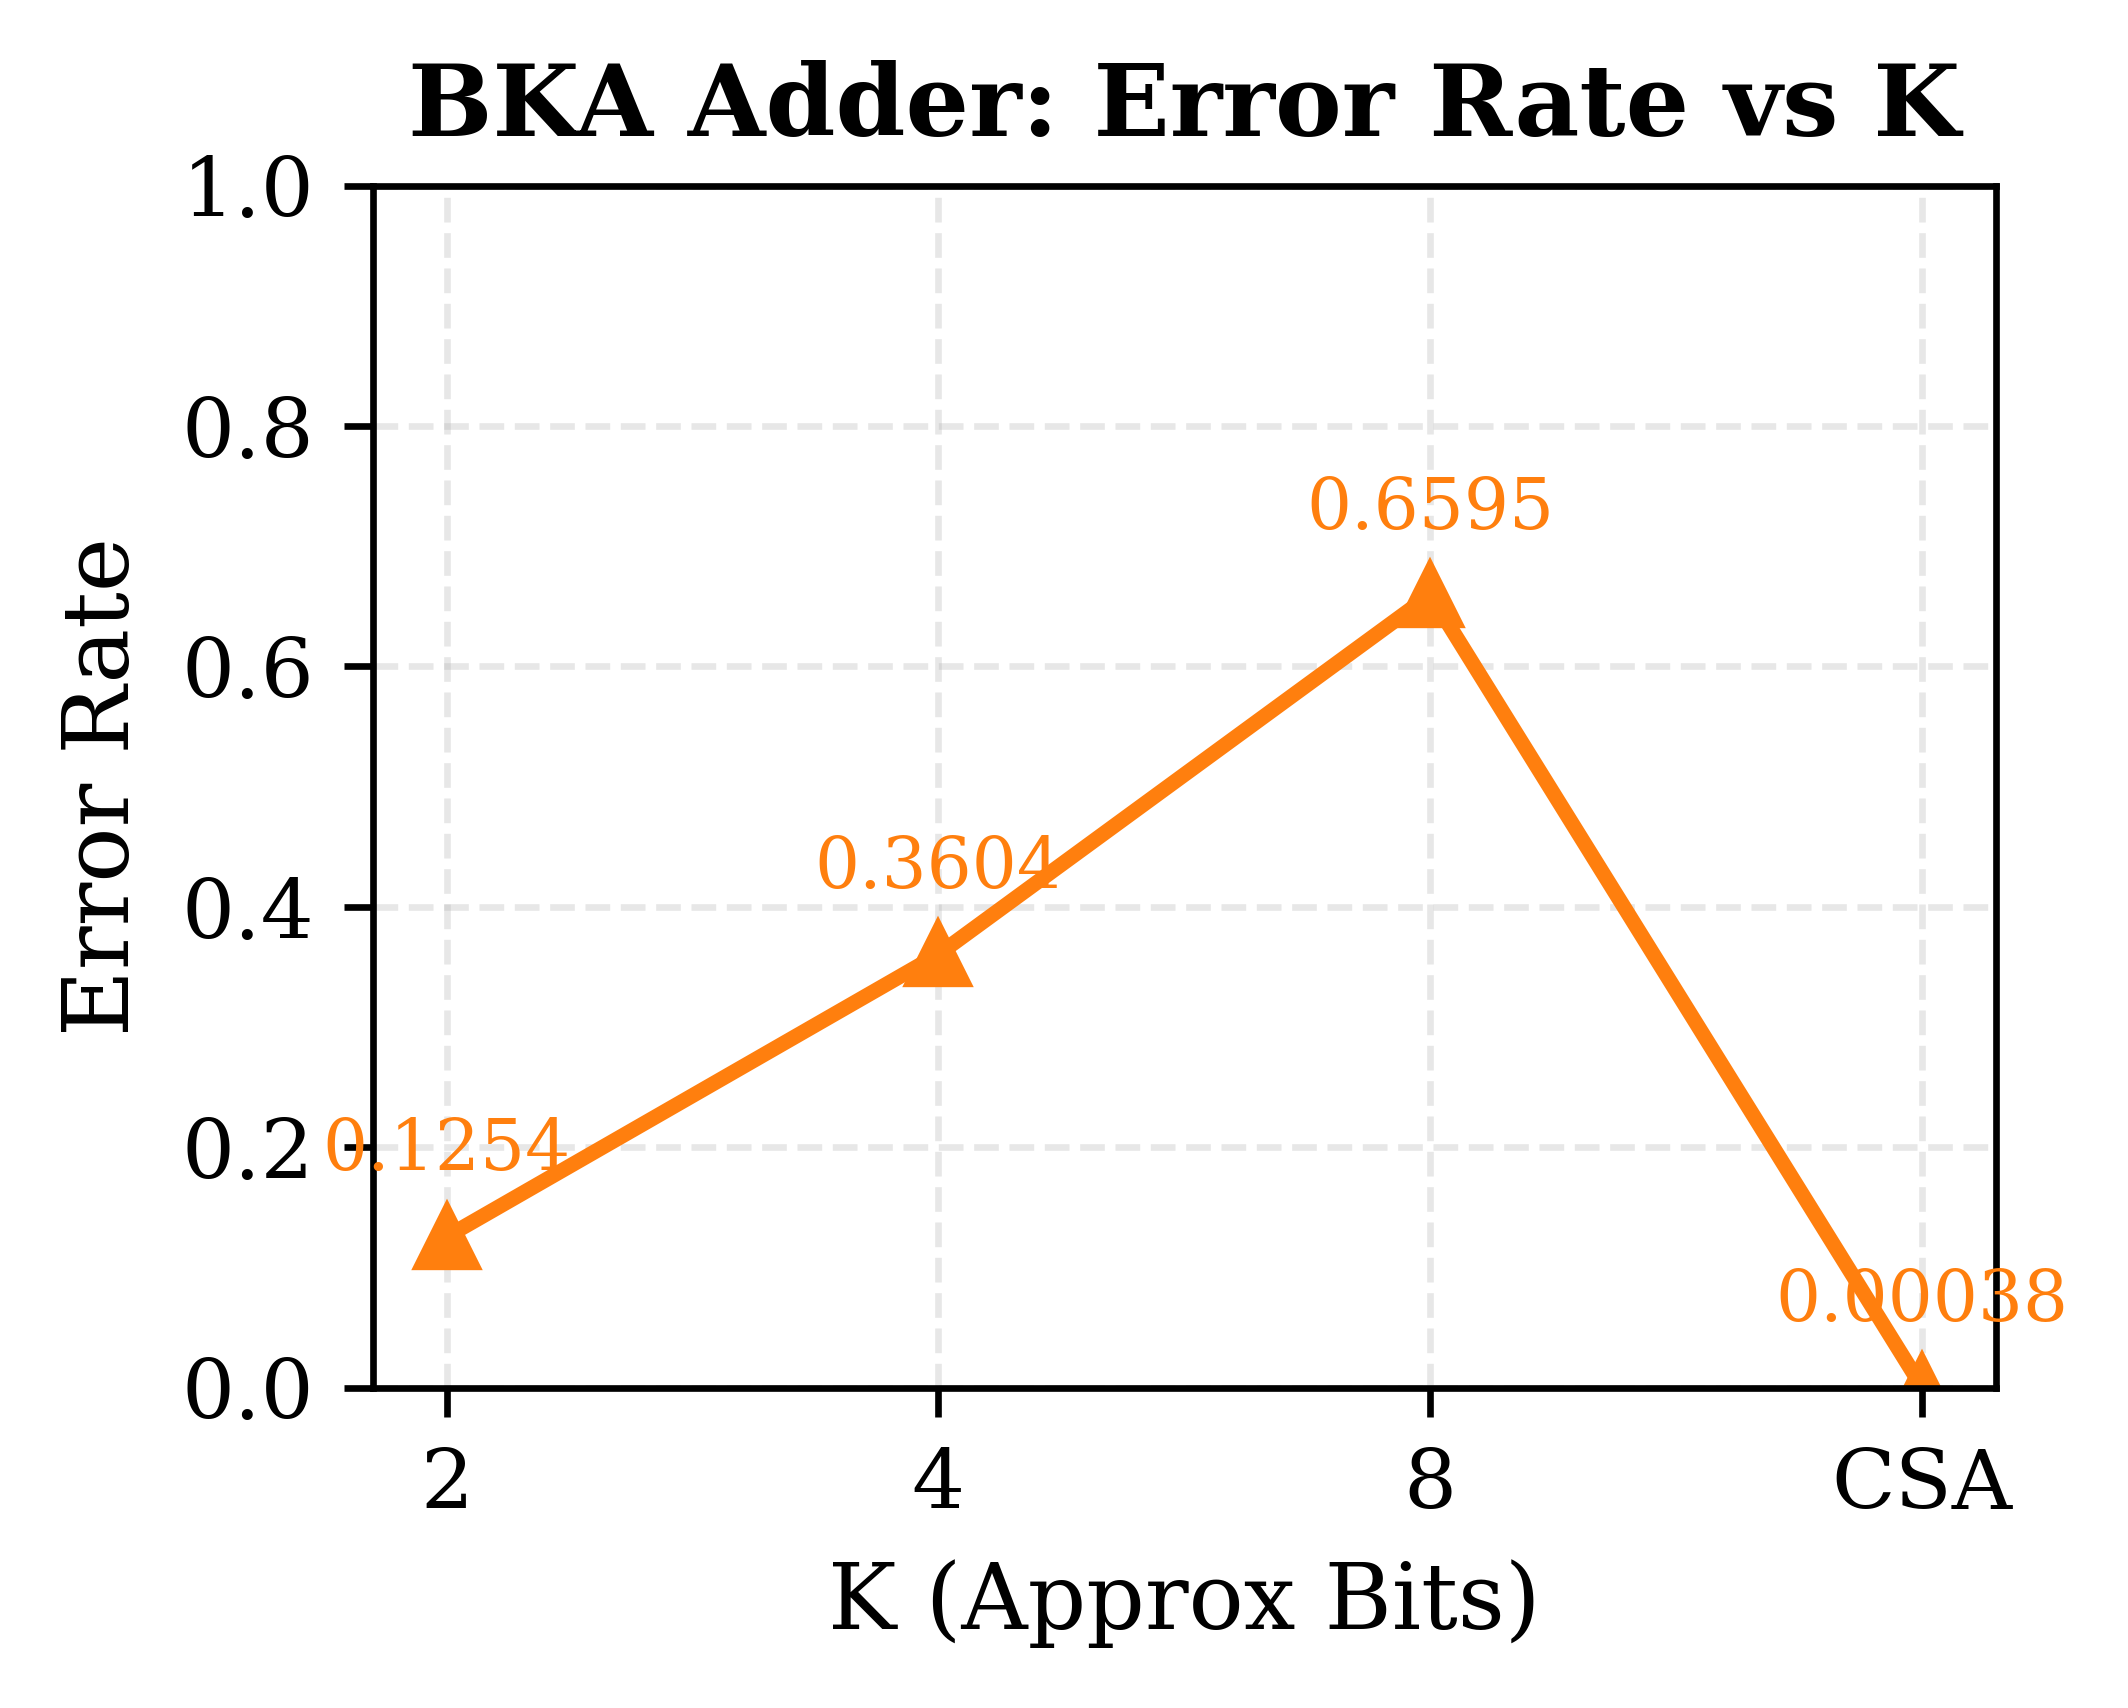 BKA Adder: Error Rate vs K
1.0
0.8
0.6
0.4
0.2
0.0
Error Rate
0.1254
0.3604
0.6595
0.00038
2 4 8 CSA
K (Approx Bits)